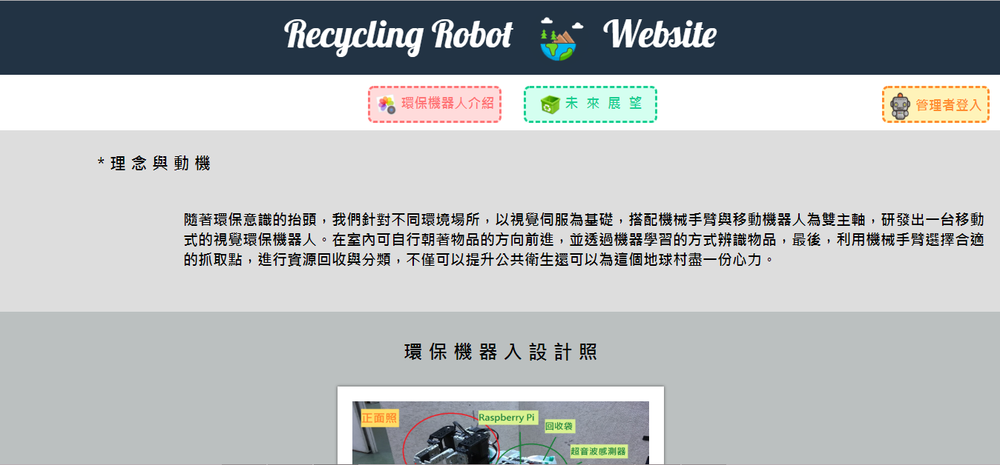 Recycling Robot Website
環保機器人介紹 未來展望 管理者登入
*理念與動機
隨著環保意識的抬頭，我們針對不同環境場所，以視覺伺服為基礎，搭配機械手臂與移動機器人為雙主軸，研發出一台移動
式的視覺環保機器人。在室內可自行朝著物品的方向前進，並透過機器學習的方式辨識物品，最後，利用機械手臂選擇合適
的抓取點，進行資源回收與分類，不僅可以提升公共衛生還可以為這個地球村盡一份心力。
環保機器入設計照
正面照
Raspberry Pi
回收袋
超音波感測器